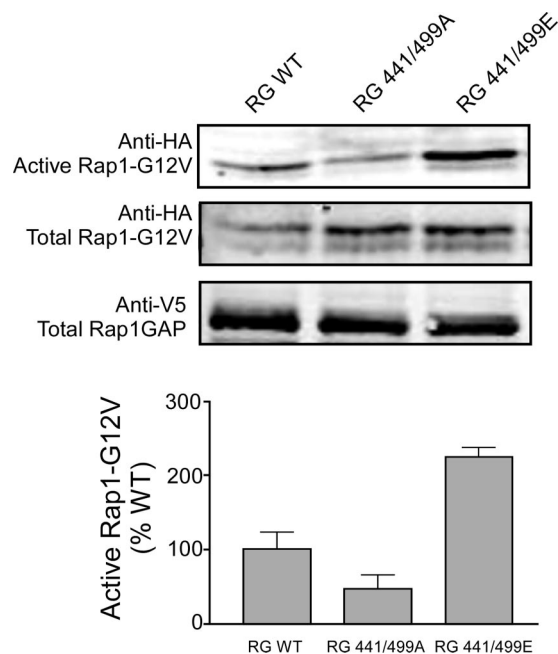 RG WT
RG 441/499A
RG 441/499E
Anti-HA
Active Rap1-G12V
Anti-HA
Total Rap1-G12V
Anti-V5
Total Rap1GAP
Active Rap1-G12V
(% WT)
300
200
100
0
RG WT
RG 441/499A
RG 441/499E